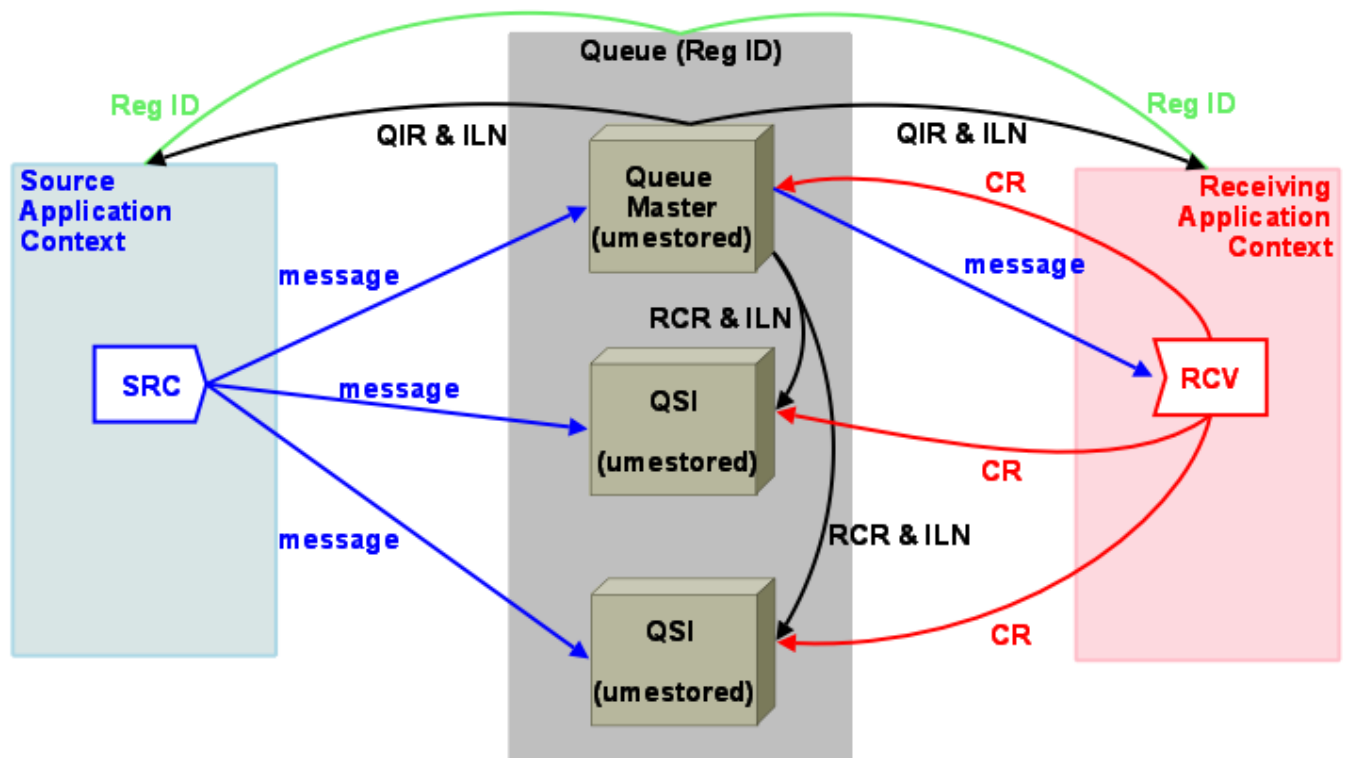 Queue (Reg ID)
Reg ID
Reg ID
QIR & ILN
QIR & ILN
Source
Application
Context
Queue
Master
(umestored)
CR
Receiving
Application
Context
message
message
RCR & ILN
SRC
message
QSI
(umestored)
RCV
CR
message
RCR & ILN
QSI
(umestored)
CR